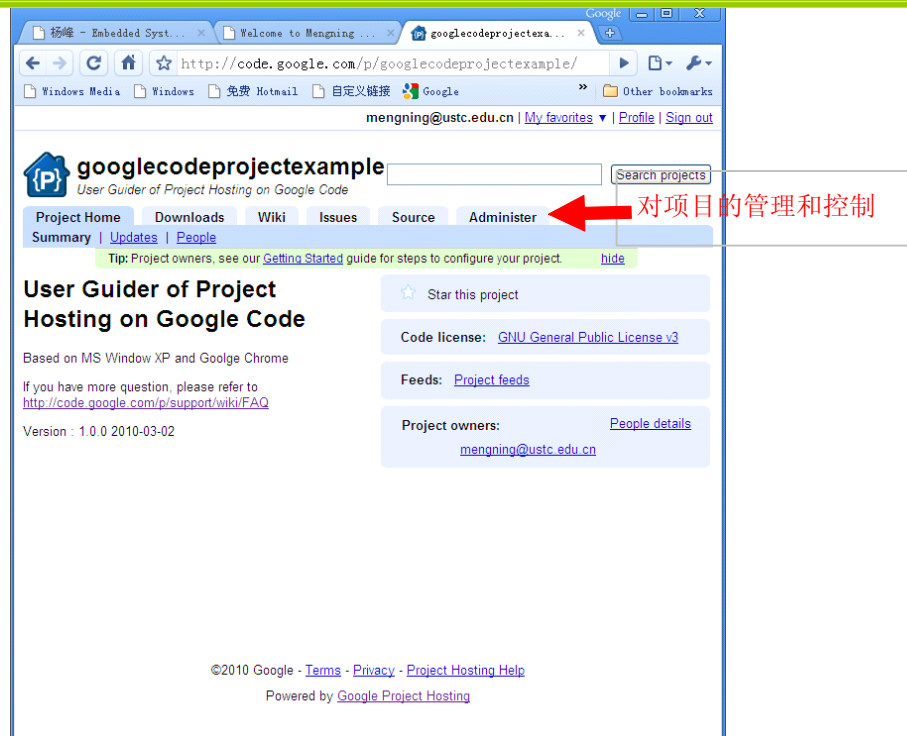 Google
杨峰 - Embedded Syst... Welcome to Mengning ... googlecodeprojectexa...
http://code.google.com/p/googlecodeprojectexample/
Windows Media Windows 免费 Hotmail 自定义链接 Google » Other bookmarks
mengning@ustc.edu.cn | My favorites ▼ | Profile | Sign out
{P} googlecodeprojectexample
User Guider of Project Hosting on Google Code
Search projects
Project Home Downloads Wiki Issues Source Administer
对项目的管理和控制
Summary | Updates | People
Tip: Project owners, see our Getting Started guide for steps to configure your project. hide
User Guider of Project
Hosting on Google Code
Based on MS Window XP and Goolge Chrome
If you have more question, please refer to
http://code.google.com/p/support/wiki/FAQ
Version : 1.0.0 2010-03-02
Star this project
Code license: GNU General Public License v3
Feeds: Project feeds
Project owners: People details
mengning@ustc.edu.cn
©2010 Google - Terms - Privacy - Project Hosting Help
Powered by Google Project Hosting